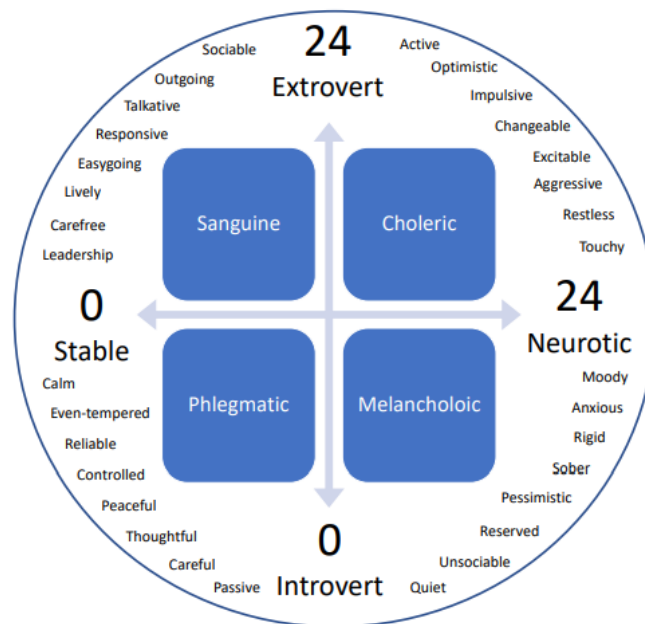 24
Extrovert
Sociable
Outgoing
Talkative
Responsive
Easygoing
Lively
Carefree
Leadership
Active
Optimistic
Impulsive
Changeable
Excitable
Aggressive
Restless
Touchy
Sanguine
Choleric
0
Stable
24
Neurotic
Phlegmatic
Melancholoic
Calm
Even-tempered
Reliable
Controlled
Peaceful
Thoughtful
Careful
Passive
Moody
Anxious
Rigid
Sober
Pessimistic
Reserved
Unsociable
Quiet
0
Introvert